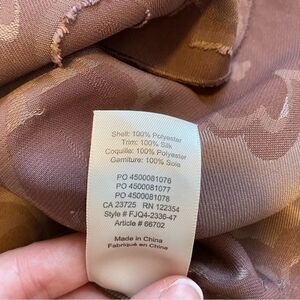 Shell: 100% Polyester
Trim: 100% Silk
Coquille: 100% Polyester
Garniture: 100% Soie
PO 4500081076
PO 4500081077
PO 4500081078
CA 23725 RN 122354
Style # FJQ4-2336-47
Article # 66702
Made in China
Fabriqué en Chine